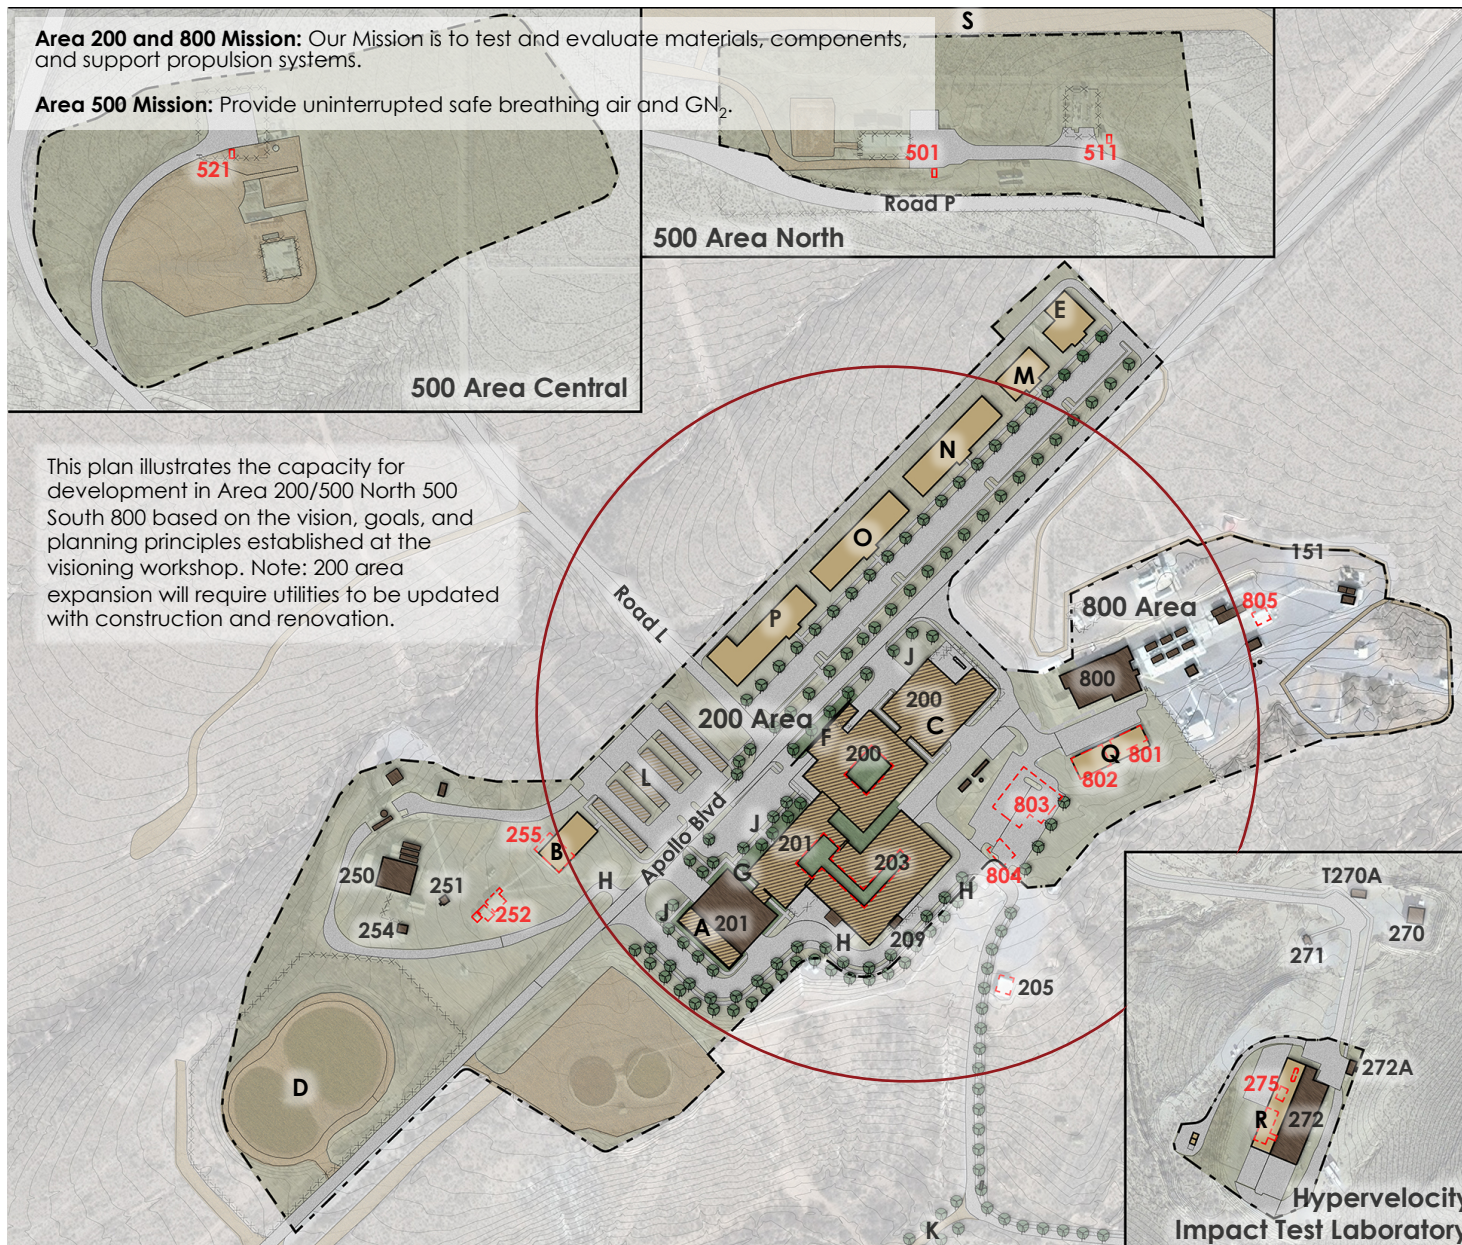 S
Area 200 and 800 Mission: Our Mission is to test and evaluate materials, components,
and support propulsion systems.
Area 500 Mission: Provide uninterrupted safe breathing air and GN₂.
521
501
511
Road P
500 Area North
500 Area Central
E
M
N
O
P
This plan illustrates the capacity for
development in Area 200/500 North 500
South 800 based on the vision, goals, and
planning principles established at the
visioning workshop. Note: 200 area
expansion will require utilities to be updated
with construction and renovation.
Road L
151
800 Area
805
800
J
200 Area
200
C
F
200
Q
801
802
L
803
Apollo Blvd
J
255
B
201
203
804
250
251
H
G
H
252
254
J
A
201
H
209
205
D
K
T270A
270
271
272A
275
R
272
Hypervelocity
Impact Test Laboratory